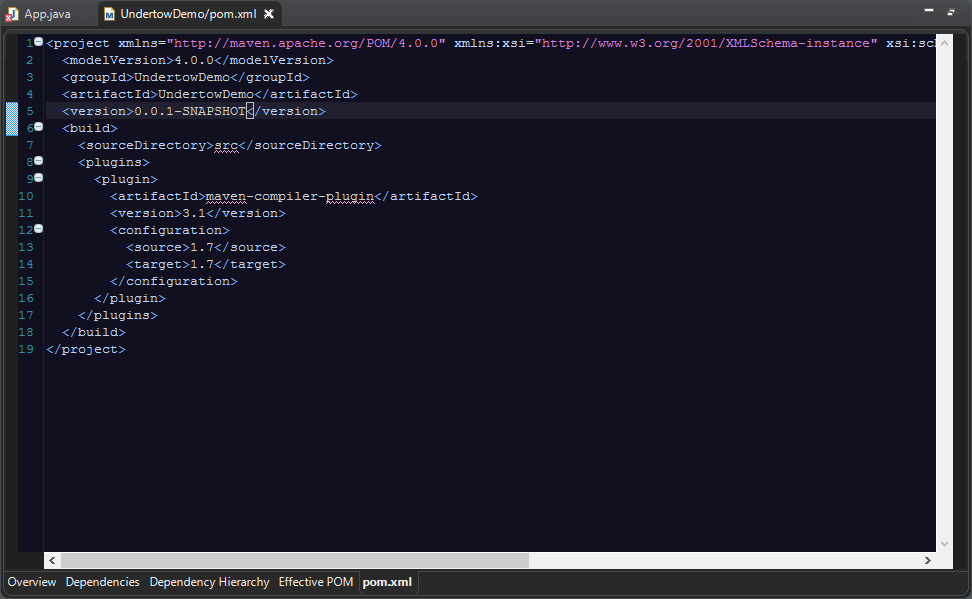 App.java UndertowDemo/pom.xml
1 <project xmlns="http://maven.apache.org/POM/4.0.0" xmlns:xsi="http://www.w3.org/2001/XMLSchema-instance" xsi:scl
2 <modelVersion>4.0.0</modelVersion>
3 <groupId>UndertowDemo</groupId>
4 <artifactId>UndertowDemo</artifactId>
5 <version>0.0.1-SNAPSHOT</version>
6 <build>
7 <sourceDirectory>src</sourceDirectory>
8 <plugins>
9 <plugin>
10 <artifactId>maven-compiler-plugin</artifactId>
11 <version>3.1</version>
12 <configuration>
13 <source>1.7</source>
14 <target>1.7</target>
15 </configuration>
16 </plugin>
17 </plugins>
18 </build>
19 </project>
Overview Dependencies Dependency Hierarchy Effective POM pom.xml